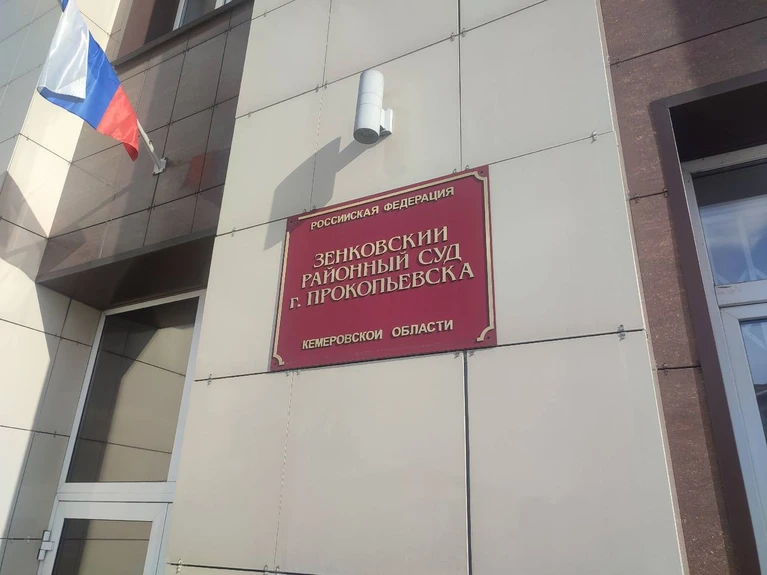 РОССИЙСКАЯ ФЕДЕРАЦИЯ
ЗЕНКОВСКИЙ
РАЙОННЫЙ СУД
г. ПРОКОПЬЕВСКА
КЕМЕРОВСКОЙ ОБЛАСТИ